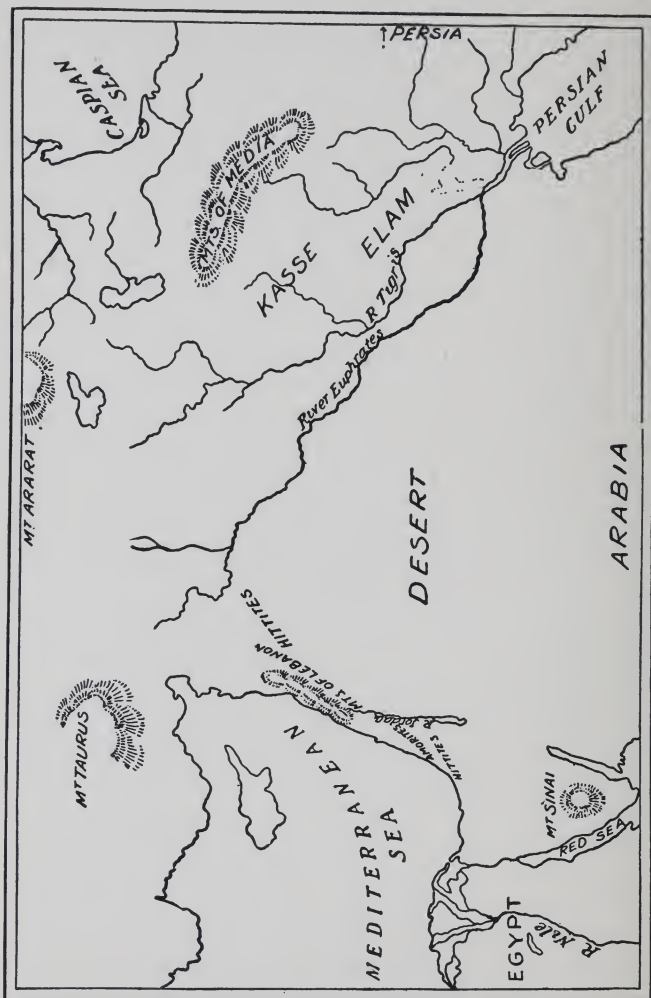 Mᵀ TAURUS
Mᵀ ARARAT
CASPIAN
SEA
MTS. OF MEDIA
HITTITES
MTS OF LEBANON
MEDITERRANEAN
SEA
River Euphrates
R Tigris
KASSE
ELAM
PERSIA
AMORITES
R Jordan
HITTITES
DESERT
EGYPT
R. Nile
RED SEA
MT SINAI
ARABIA
PERSIAN
GULF